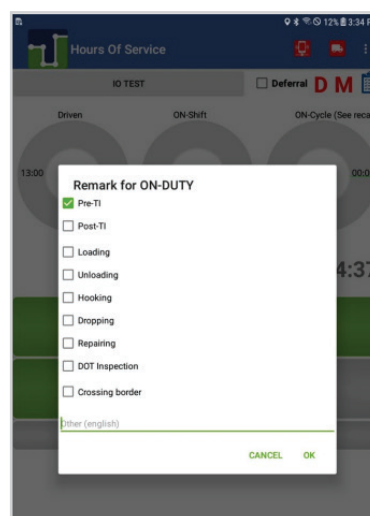 12% 3:34 P
Hours Of Service
IO TEST
Deferral D M
Driven
ON-Shift
ON-Cycle (See reca
13:00
00:0
Remark for ON-DUTY
Pre-TI
Post-TI
Loading
Unloading
4:37
Hooking
Dropping
Repairing
DOT Inspection
Crossing border
Other (english)
CANCEL OK